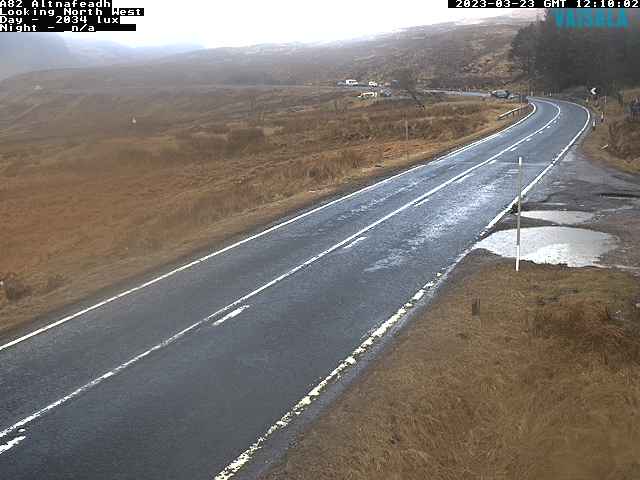 A82 Altnafeadh
Looking North West
Day - 2034 lux
Night - n/a
2023-03-23 GMT 12:10:02
VAISALA